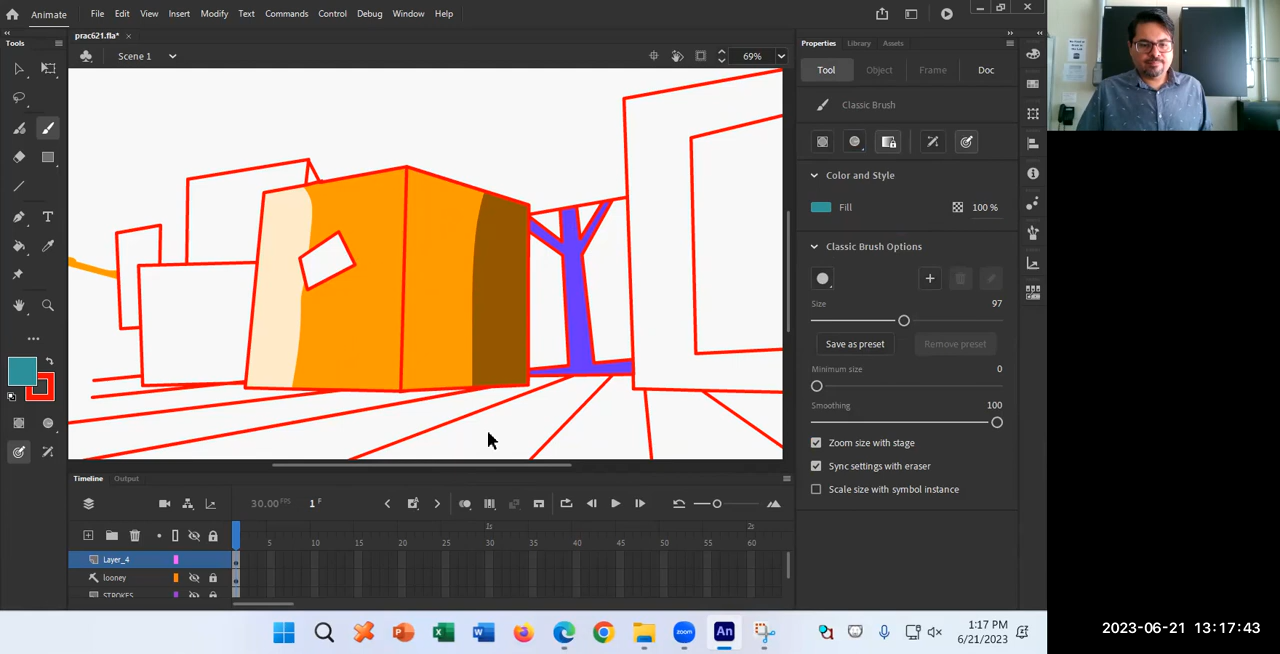 Animate File Edit View Insert Modify Text Commands Control Debug Window Help
prac621.fla*
Tools
Scene 1
69%
Properties Library Assets
Tool Object Frame Doc
Classic Brush
Color and Style
Fill 100 %
Classic Brush Options
Size 97
Save as preset Remove preset
Minimum size 0
Smoothing 100
Zoom size with stage
Sync settings with eraser
Scale size with symbol instance
T
Timeline Output
30.00 FPS 1 F
1s 2s
5 10 15 20 25 30 35 40 45 50 55 60
Layer_4
looney
STROKES
An
zoom
1:17 PM
6/21/2023
2023-06-21 13:17:43